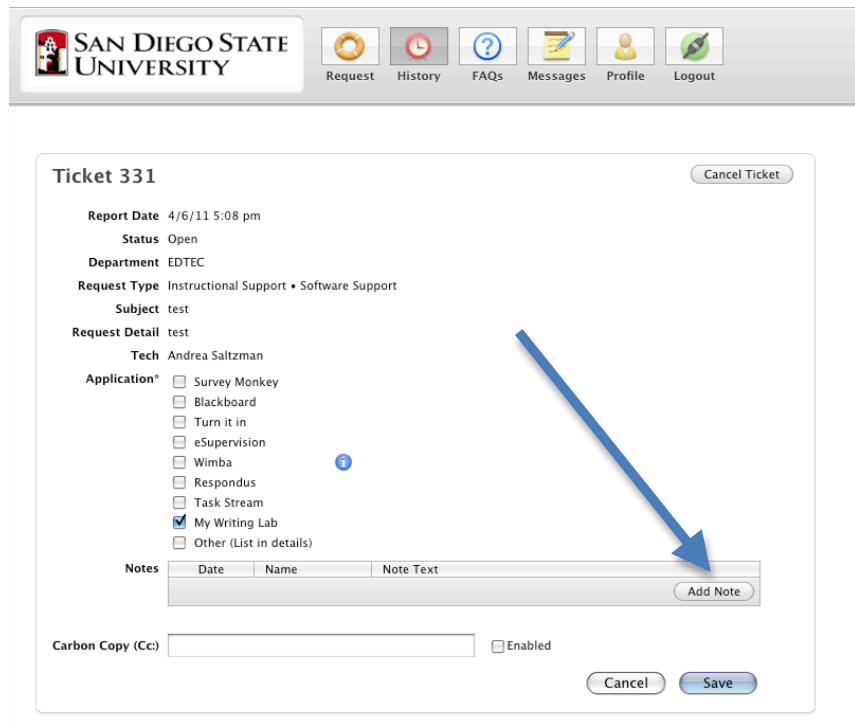 SAN DIEGO STATE
UNIVERSITY
Request History FAQs Messages Profile Logout
Ticket 331 Cancel Ticket
Report Date 4/6/11 5:08 pm
Status Open
Department EDTEC
Request Type Instructional Support • Software Support
Subject test
Request Detail test
Tech Andrea Saltzman
Application* Survey Monkey
Blackboard
Turn it in
eSupervision
Wimba
Respondus
Task Stream
My Writing Lab
Other (List in details)
Notes Date Name Note Text
Add Note
Carbon Copy (Cc:) Enabled
Cancel Save